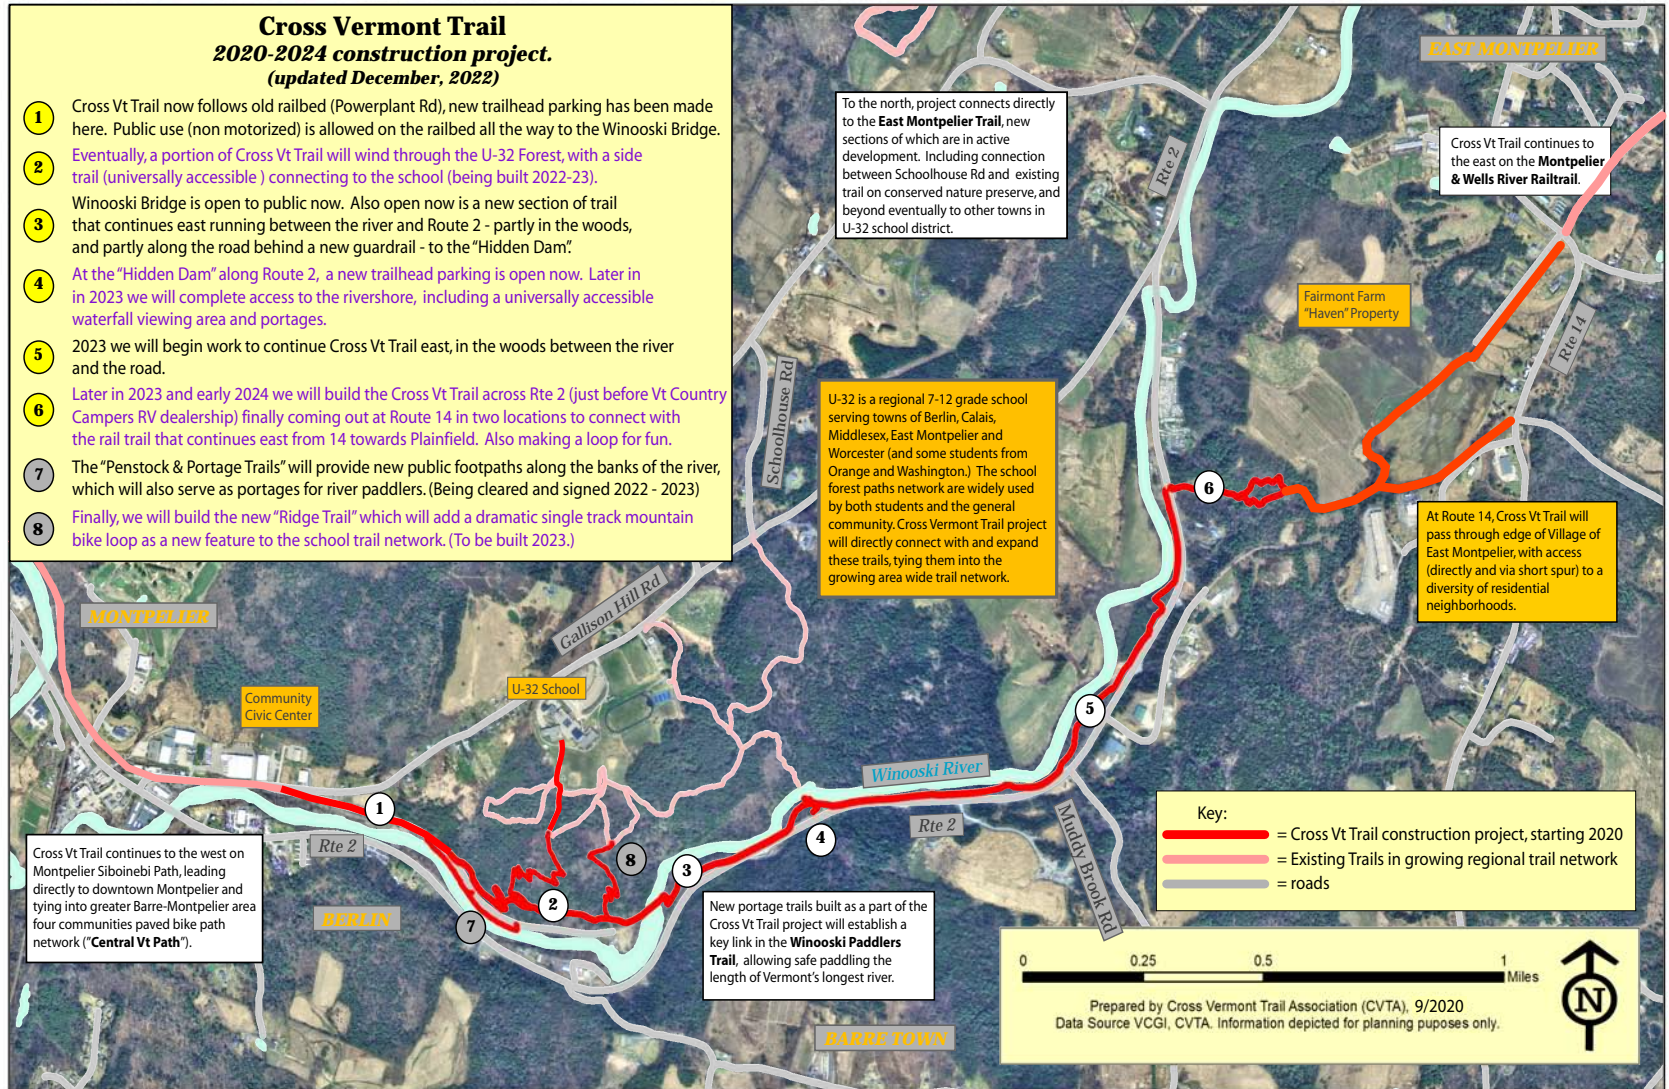 Cross Vermont Trail
2020-2024 construction project.
(updated December, 2022)
1
Cross Vt Trail now follows old railbed (Powerplant Rd), new trailhead parking has been made
here. Public use (non motorized) is allowed on the railbed all the way to the Winooski Bridge.
2
Eventually, a portion of Cross Vt Trail will wind through the U-32 Forest, with a side
trail (universally accessible ) connecting to the school (being built 2022-23).
3
Winooski Bridge is open to public now. Also open now is a new section of trail
that continues east running between the river and Route 2 - partly in the woods,
and partly along the road behind a new guardrail - to the “Hidden Dam”.
4
At the “Hidden Dam” along Route 2, a new trailhead parking is open now. Later in
in 2023 we will complete access to the rivershore, including a universally accessible
waterfall viewing area and portages.
5
2023 we will begin work to continue Cross Vt Trail east, in the woods between the river
and the road.
6
Later in 2023 and early 2024 we will build the Cross Vt Trail across Rte 2 (just before Vt Country
Campers RV dealership) finally coming out at Route 14 in two locations to connect with
the rail trail that continues east from 14 towards Plainfield. Also making a loop for fun.
7
The “Penstock & Portage Trails” will provide new public footpaths along the banks of the river,
which will also serve as portages for river paddlers. (Being cleared and signed 2022 - 2023)
8
Finally, we will build the new “Ridge Trail” which will add a dramatic single track mountain
bike loop as a new feature to the school trail network. (To be built 2023.)
To the north, project connects directly
to the East Montpelier Trail, new
sections of which are in active
development. Including connection
between Schoolhouse Rd and existing
trail on conserved nature preserve, and
beyond eventually to other towns in
U-32 school district.
Rte 2
EAST MONTPELIER
Cross Vt Trail continues to
the east on the Montpelier
& Wells River Railtrail.
Fairmont Farm
“Haven” Property
Rte 14
Schoolhouse Rd
U-32 is a regional 7-12 grade school
serving towns of Berlin, Calais,
Middlesex, East Montpelier and
Worcester (and some students from
Orange and Washington.) The school
forest paths network are widely used
by both students and the general
community. Cross Vermont Trail project
will directly connect with and expand
these trails, tying them into the
growing area wide trail network.
6
At Route 14, Cross Vt Trail will
pass through edge of Village of
East Montpelier, with access
(directly and via short spur) to a
diversity of residential
neighborhoods.
MONTPELIER
Gallison Hill Rd
Community
Civic Center
U-32 School
5
Winooski River
1
Rte 2
4
Rte 2
Muddy Brook Rd
8
3
2
7
BERLIN
Cross Vt Trail continues to the west on
Montpelier Siboinebi Path, leading
directly to downtown Montpelier and
tying into greater Barre-Montpelier area
four communities paved bike path
network (“Central Vt Path”).
New portage trails built as a part of the
Cross Vt Trail project will establish a
key link in the Winooski Paddlers
Trail, allowing safe paddling the
length of Vermont’s longest river.
BARRE TOWN
Key:
= Cross Vt Trail construction project, starting 2020
= Existing Trails in growing regional trail network
= roads
0 0.25 0.5 1
Miles
Prepared by Cross Vermont Trail Association (CVTA), 9/2020
Data Source VCGI, CVTA. Information depicted for planning puposes only.
N